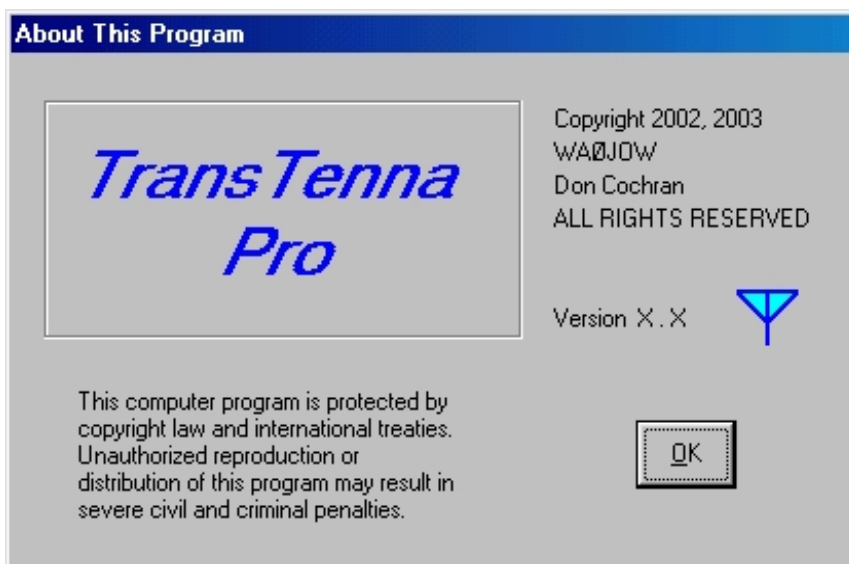 About This Program
TransTenna
Pro
Copyright 2002, 2003
WAØJOW
Don Cochran
ALL RIGHTS RESERVED
Version X.X
This computer program is protected by
copyright law and international treaties.
Unauthorized reproduction or
distribution of this program may result in
severe civil and criminal penalties.
OK